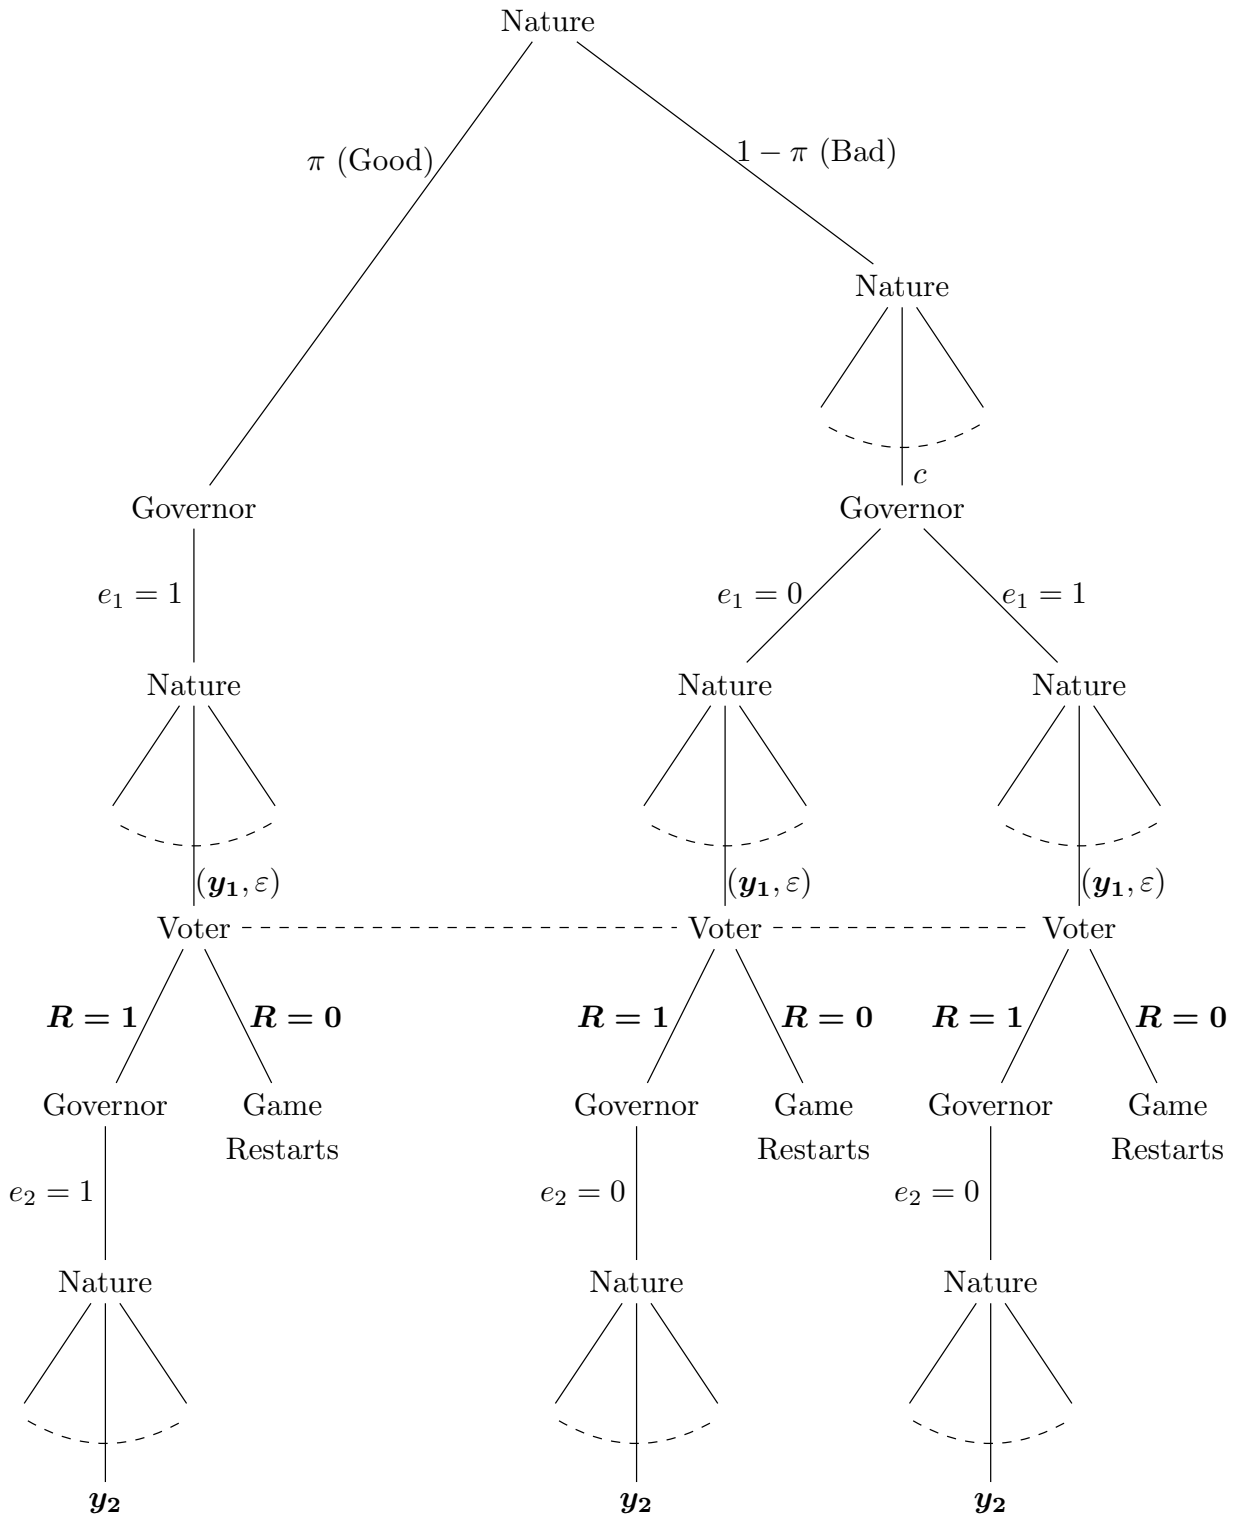 Nature
π (Good)
1 − π (Bad)
Nature
c
Governor
Governor
e₁ = 1
e₁ = 0
e₁ = 1
Nature
Nature
Nature
(y₁, ε)
(y₁, ε)
(y₁, ε)
Voter
Voter
Voter
R = 1
R = 0
R = 1
R = 0
R = 1
R = 0
Governor
Game
Restarts
Governor
Game
Restarts
Governor
Game
Restarts
e₂ = 1
e₂ = 0
e₂ = 0
Nature
Nature
Nature
y₂
y₂
y₂